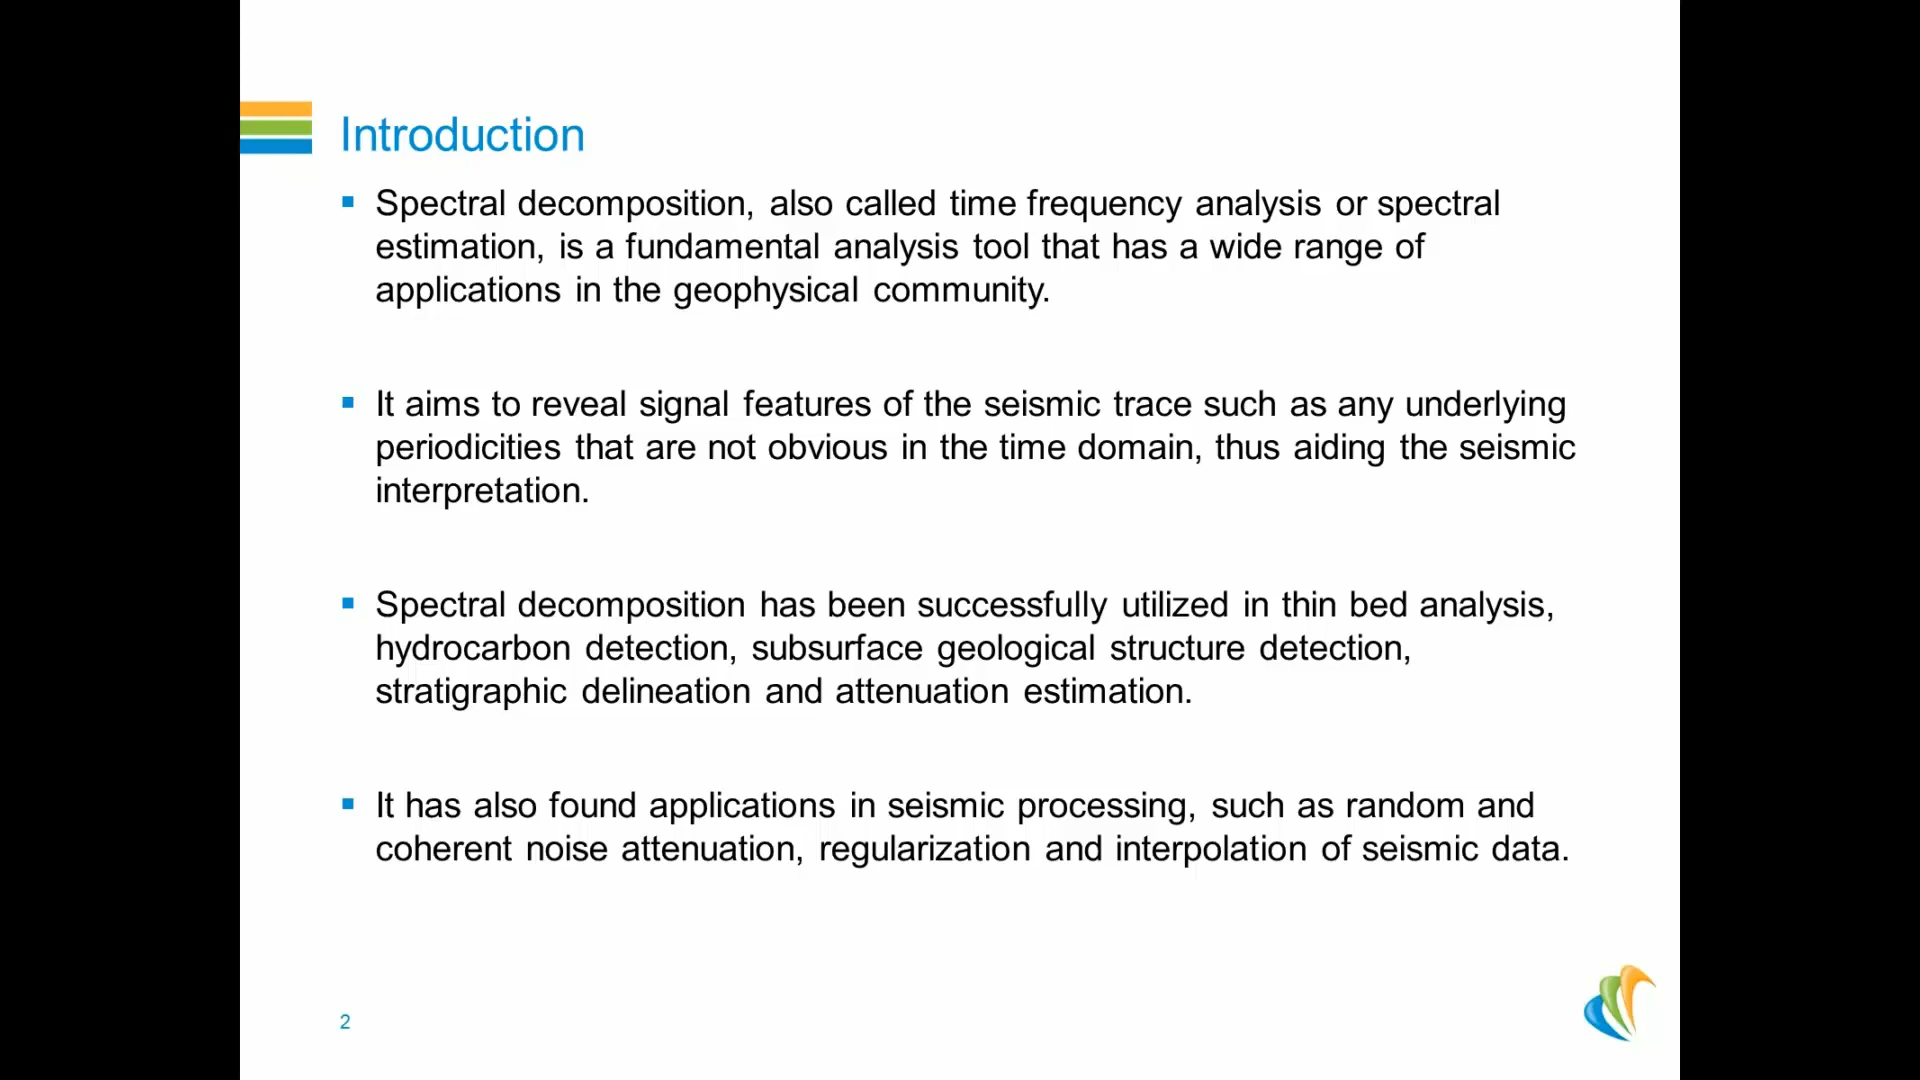 Introduction
Spectral decomposition, also called time frequency analysis or spectral
estimation, is a fundamental analysis tool that has a wide range of
applications in the geophysical community.
It aims to reveal signal features of the seismic trace such as any underlying
periodicities that are not obvious in the time domain, thus aiding the seismic
interpretation.
Spectral decomposition has been successfully utilized in thin bed analysis,
hydrocarbon detection, subsurface geological structure detection,
stratigraphic delineation and attenuation estimation.
It has also found applications in seismic processing, such as random and
coherent noise attenuation, regularization and interpolation of seismic data.
2